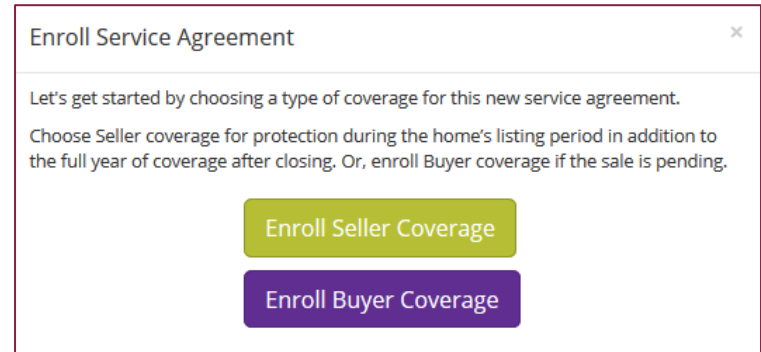 Enroll Service Agreement
×
Let's get started by choosing a type of coverage for this new service agreement.
Choose Seller coverage for protection during the home’s listing period in addition to
the full year of coverage after closing. Or, enroll Buyer coverage if the sale is pending.
Enroll Seller Coverage
Enroll Buyer Coverage